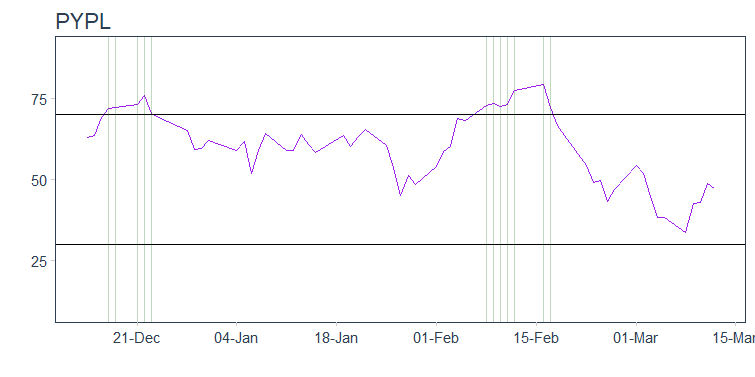 PYPL
75
50
25
21-Dec
04-Jan
18-Jan
01-Feb
15-Feb
01-Mar
15-Mar